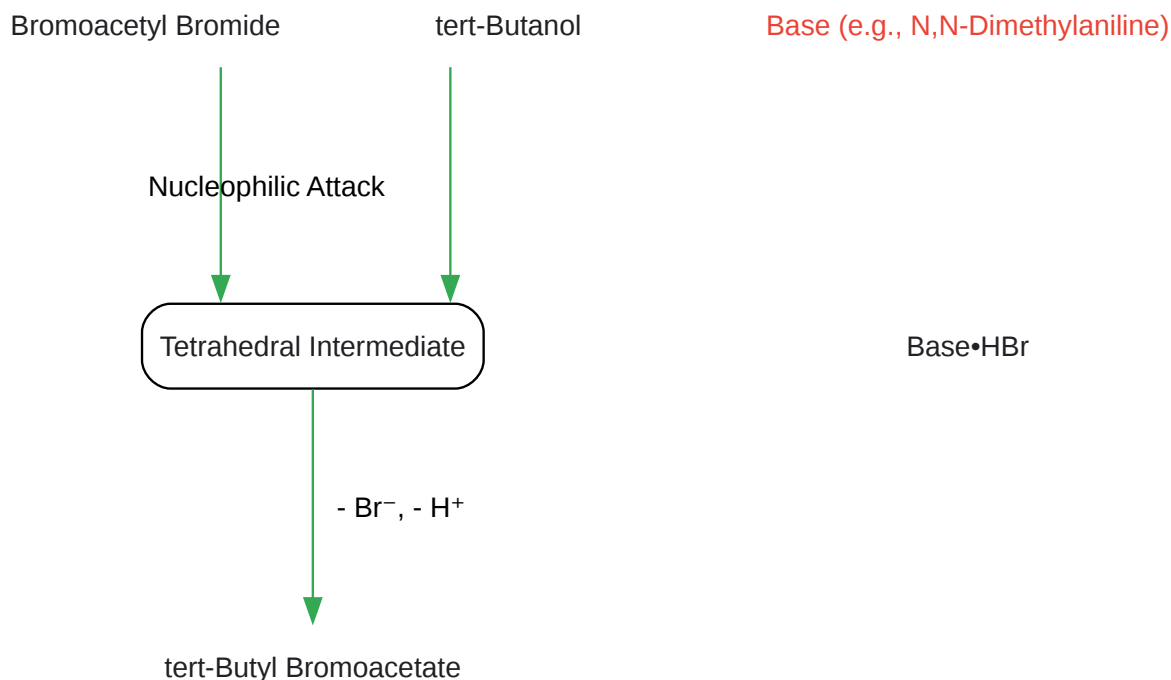 Bromoacetyl Bromide
tert-Butanol
Base (e.g., N,N-Dimethylaniline)
Nucleophilic Attack
Tetrahedral Intermediate
Base•HBr
- Br⁻, - H⁺
tert-Butyl Bromoacetate